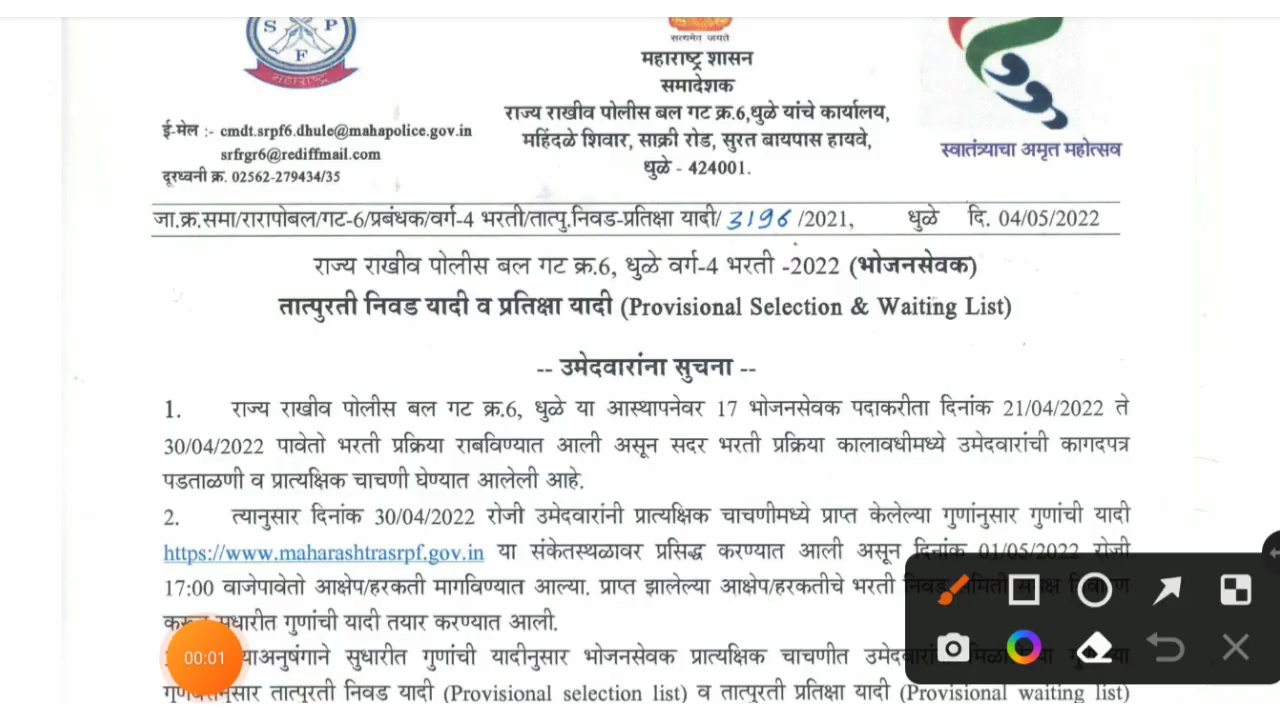 S P
F
महाराष्ट्र
सत्यमेव जयते
महाराष्ट्र शासन
समादेशक
राज्य राखीव पोलीस बल गट क्र.6,धुळे यांचे कार्यालय,
महिंदळे शिवार, साक्री रोड, सुरत बायपास हायवे,
धुळे - 424001.
ई-मेल :- cmdt.srpf6.dhule@mahapolice.gov.in
srfrgr6@rediffmail.com
दूरध्वनी क्र. 02562-279434/35
स्वातंत्र्याचा अमृत महोत्सव
जा.क्र.समा/रारापोबल/गट-6/प्रबंधक/वर्ग-4 भरती/तात्पु.निवड-प्रतिक्षा यादी/ 3196 /2021, धुळे दि. 04/05/2022
राज्य राखीव पोलीस बल गट क्र.6, धुळे वर्ग-4 भरती -2022 (भोजनसेवक)
तात्पुरती निवड यादी व प्रतिक्षा यादी (Provisional Selection & Waiting List)
-- उमेदवारांना सुचना --
1. राज्य राखीव पोलीस बल गट क्र.6, धुळे या आस्थापनेवर 17 भोजनसेवक पदाकरीता दिनांक 21/04/2022 ते
30/04/2022 पावेतो भरती प्रक्रिया राबविण्यात आली असून सदर भरती प्रक्रिया कालावधीमध्ये उमेदवारांची कागदपत्र
पडताळणी व प्रात्यक्षिक चाचणी घेण्यात आलेली आहे.
2. त्यानुसार दिनांक 30/04/2022 रोजी उमेदवारांनी प्रात्यक्षिक चाचणीमध्ये प्राप्त केलेल्या गुणांनुसार गुणांची यादी
https://www.maharashtrasrpf.gov.in या संकेतस्थळावर प्रसिद्ध करण्यात आली असून दिनांक 01/05/2022 रोजी
17:00 वाजेपावेतो आक्षेप/हरकती मागविण्यात आल्या. प्राप्त झालेल्या आक्षेप/हरकतीचे भरती
सुधारीत गुणांची यादी तयार करण्यात आली.
00:01
सुधारीत गुणांची यादीनुसार भोजनसेवक प्रात्यक्षिक चाचणीत
तात्पुरती निवड यादी (Provisional selection list) व तात्पुरती प्रतिक्षा यादी (Provisional waiting list)